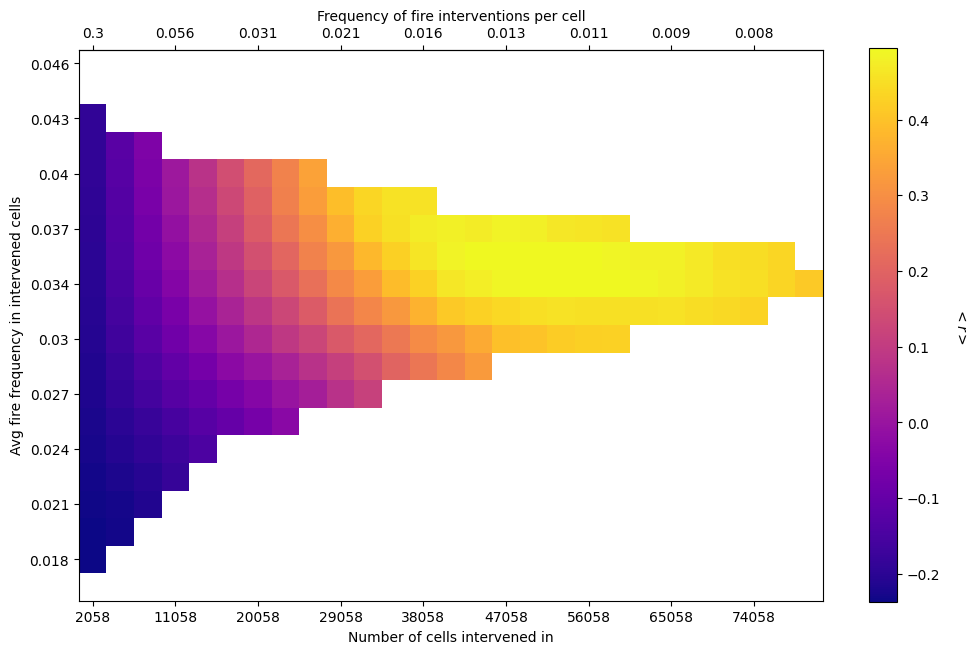 Frequency of fire interventions per cell
0.3 0.056 0.031 0.021 0.016 0.013 0.011 0.009 0.008
Avg fire frequency in intervened cells
0.046
0.043
0.04
0.037
0.034
0.03
0.027
0.024
0.021
0.018
2058 11058 20058 29058 38058 47058 56058 65058 74058
Number of cells intervened in
0.4
0.3
0.2
0.1
0.0
−0.1
−0.2
< r >